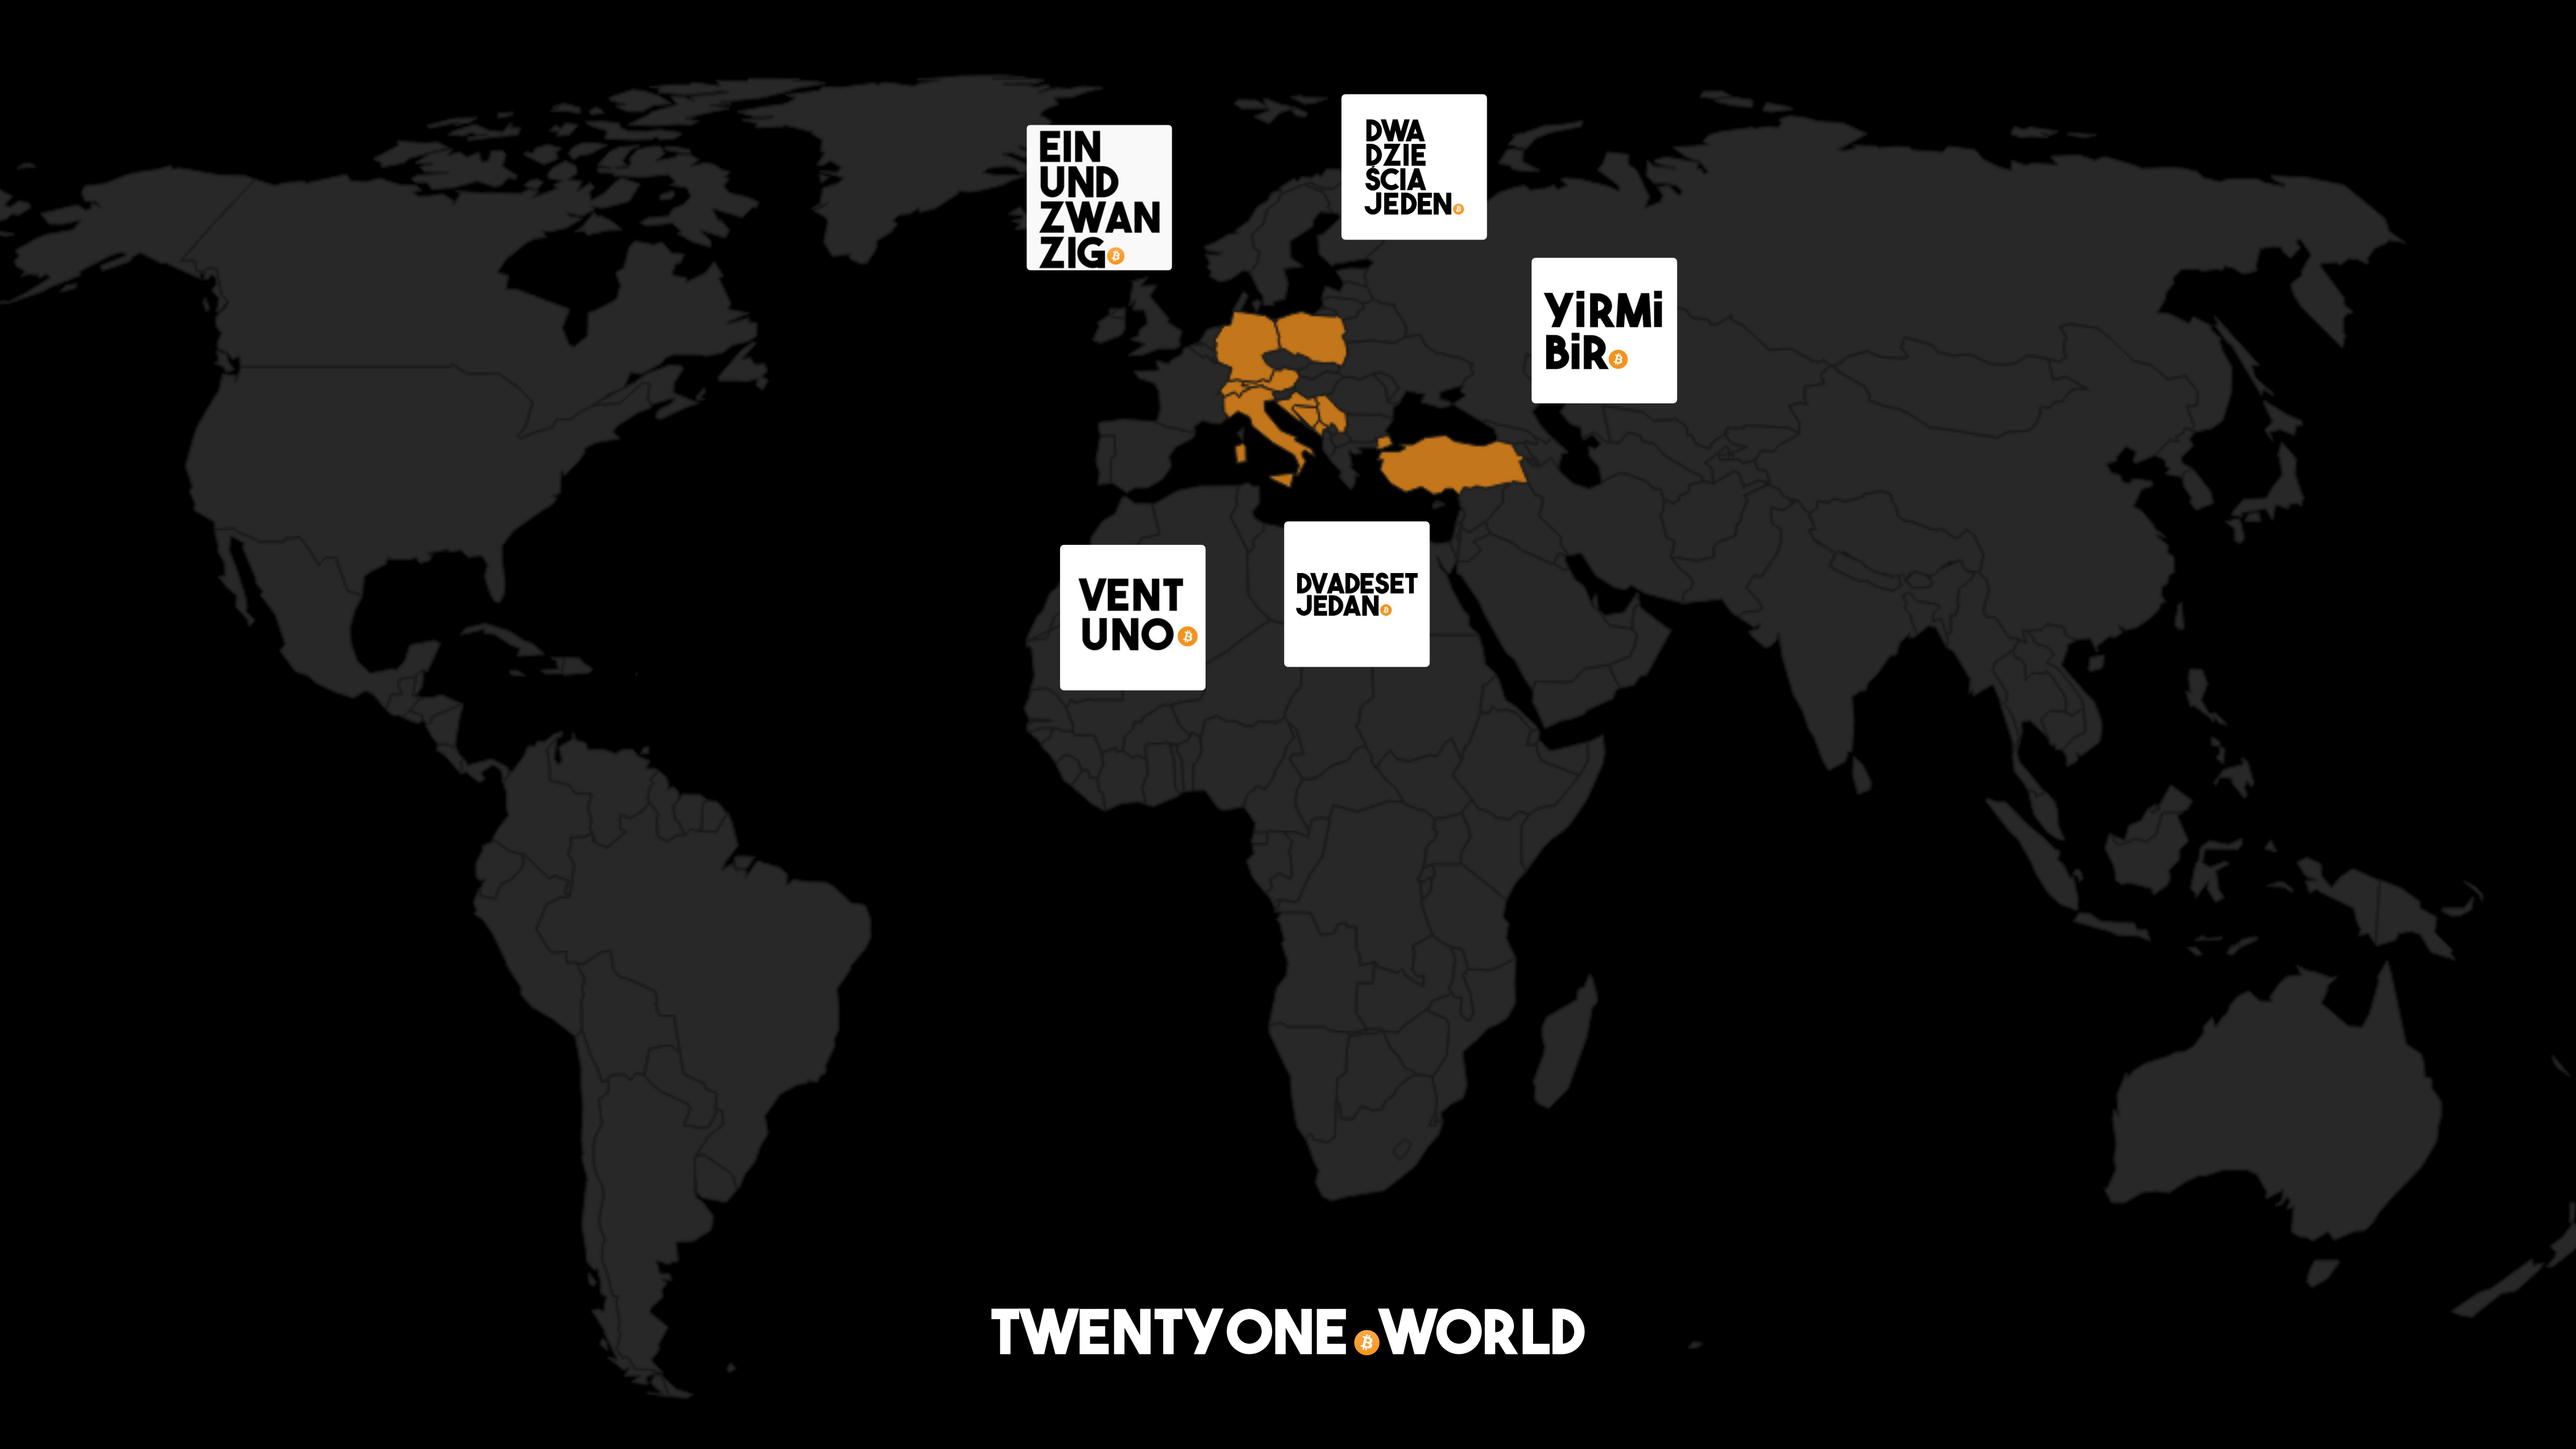 EIN
UND
ZWAN
ZIG
DWA
DZIE
ŚCIA
JEDEN
YiRMi
BiR
VENT
UNO
DVADESET
JEDAN
TWENTYONE.WORLD